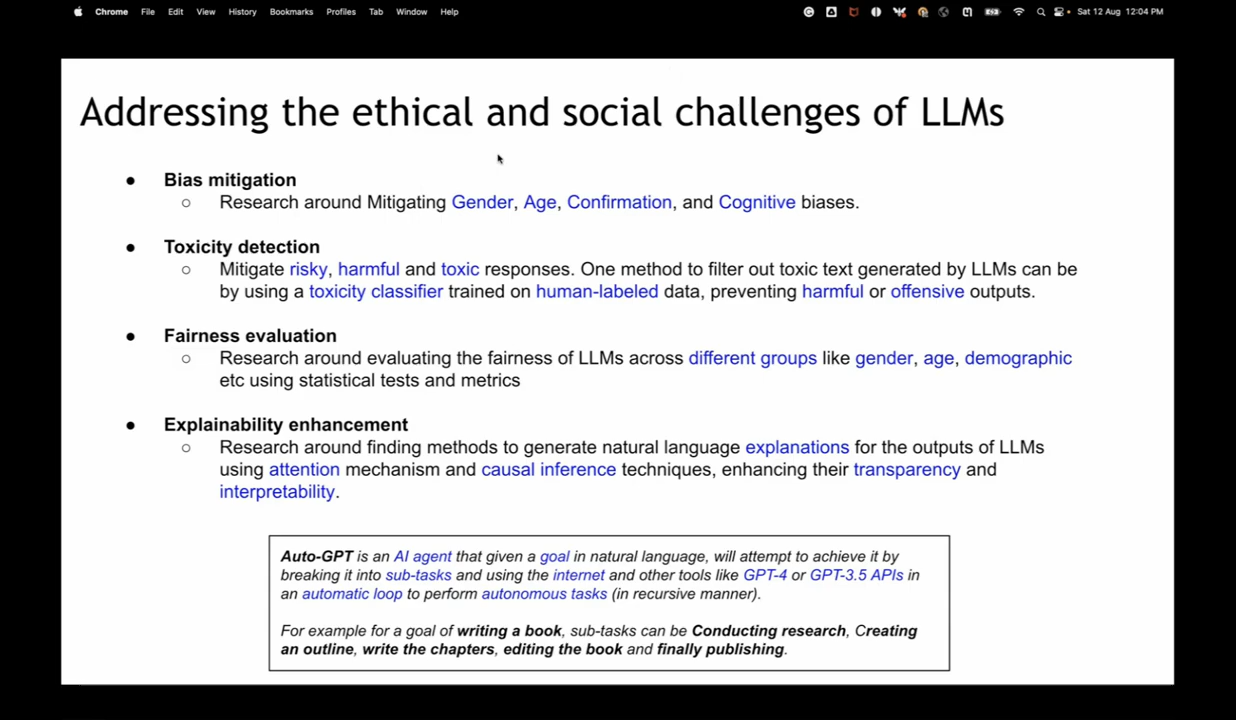 Chrome File Edit View History Bookmarks Profiles Tab Window Help Sat 12 Aug 12:04 PM
Addressing the ethical and social challenges of LLMs
● Bias mitigation
○ Research around Mitigating Gender, Age, Confirmation, and Cognitive biases.
● Toxicity detection
○ Mitigate risky, harmful and toxic responses. One method to filter out toxic text generated by LLMs can be
by using a toxicity classifier trained on human-labeled data, preventing harmful or offensive outputs.
● Fairness evaluation
○ Research around evaluating the fairness of LLMs across different groups like gender, age, demographic
etc using statistical tests and metrics
● Explainability enhancement
○ Research around finding methods to generate natural language explanations for the outputs of LLMs
using attention mechanism and causal inference techniques, enhancing their transparency and
interpretability.
Auto-GPT is an AI agent that given a goal in natural language, will attempt to achieve it by
breaking it into sub-tasks and using the internet and other tools like GPT-4 or GPT-3.5 APIs in
an automatic loop to perform autonomous tasks (in recursive manner).
For example for a goal of writing a book, sub-tasks can be Conducting research, Creating
an outline, write the chapters, editing the book and finally publishing.